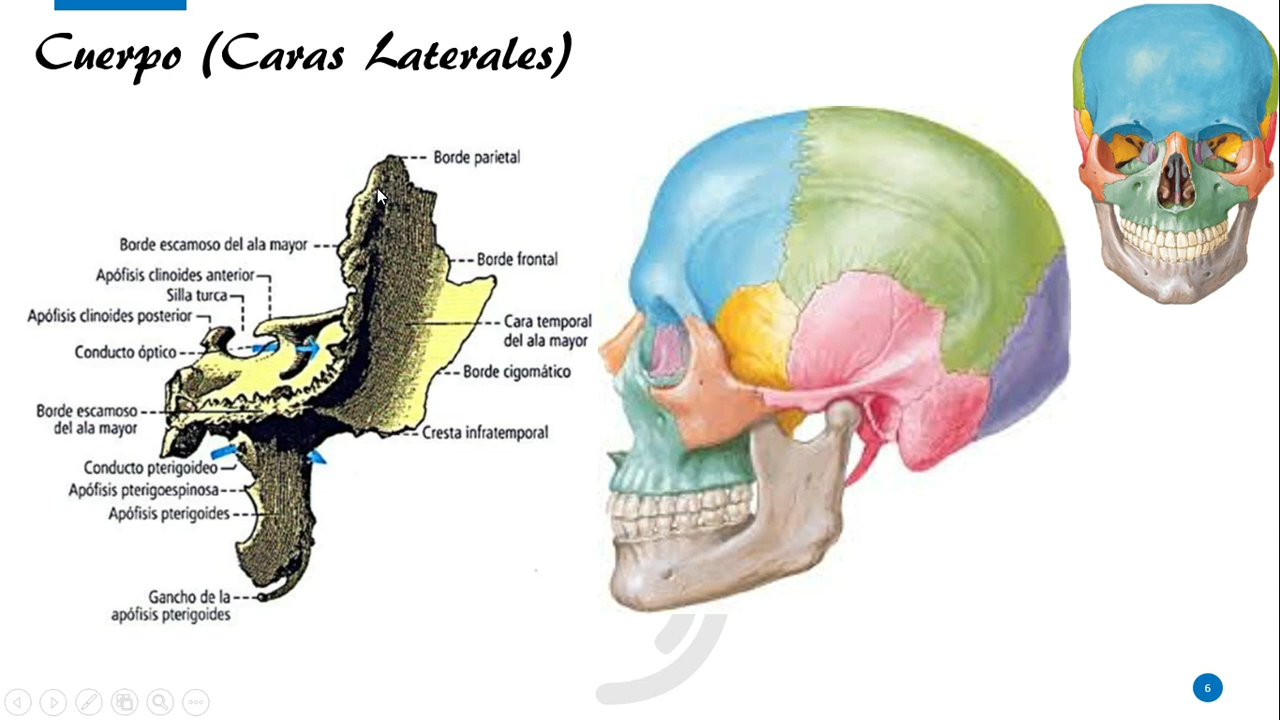 Cuerpo (Caras Laterales)
Borde parietal
Borde escamoso del ala mayor
Borde frontal
Apófisis clinoides anterior
Silla turca
Apófisis clinoides posterior
Cara temporal
del ala mayor
Conducto óptico
Borde cigomático
Borde escamoso
del ala mayor
Cresta infratemporal
Conducto pterigoideo
Apófisis pterigoespinosa
Apófisis pterigoides
Gancho de la
apófisis pterigoides
6